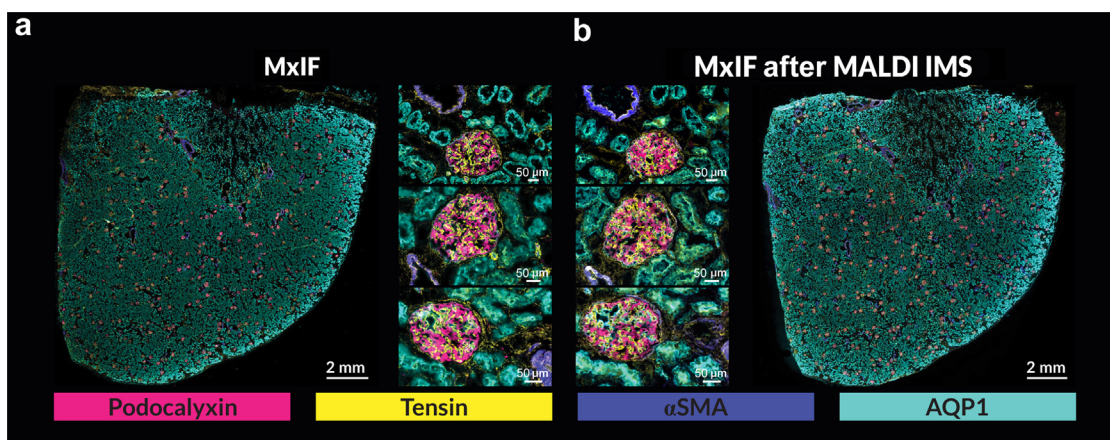 a
MxIF
50 µm
50 µm
50 µm
2 mm
b
MxIF after MALDI IMS
50 µm
50 µm
50 µm
2 mm
Podocalyxin
Tensin
αSMA
AQP1